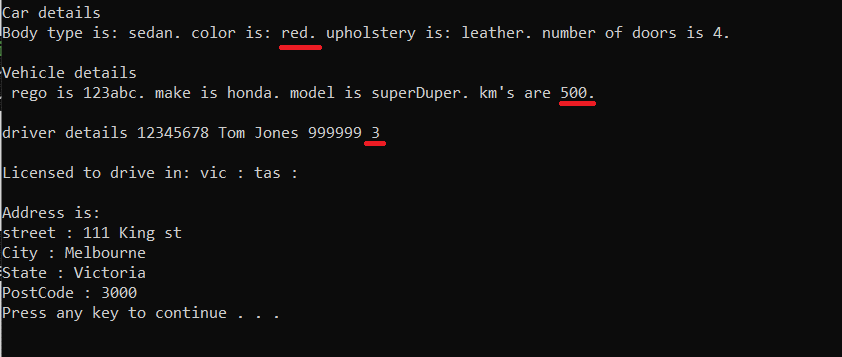 Car details
Body type is: sedan. color is: red. upholstery is: leather. number of doors is 4.
Vehicle details
rego is 123abc. make is honda. model is superDuper. km's are 500.
driver details 12345678 Tom Jones 999999 3
Licensed to drive in: vic : tas :
Address is:
street : 111 King st
City : Melbourne
State : Victoria
PostCode : 3000
Press any key to continue . . .